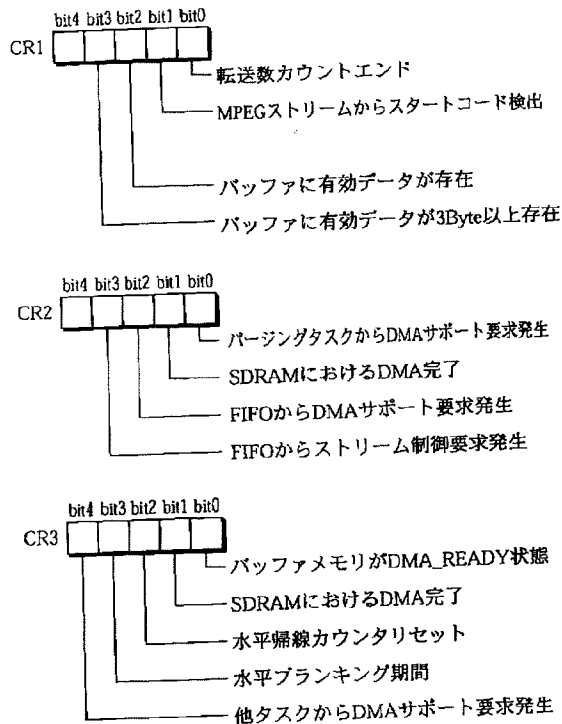 bit4 bit3 bit2 bit1 bit0
CR1
転送数カウントエンド
MPEGストリームからスタートコード検出
バッファに有効データが存在
バッファに有効データが3Byte以上存在
bit4 bit3 bit2 bit1 bit0
CR2
パージングタスクからDMAサポート要求発生
SDRAMにおけるDMA完了
FIFOからDMAサポート要求発生
FIFOからストリーム制御要求発生
bit4 bit3 bit2 bit1 bit0
CR3
バッファメモリがDMA_READY状態
SDRAMにおけるDMA完了
水平帰線カウンタリセット
水平ブランキング期間
他タスクからDMAサポート要求発生